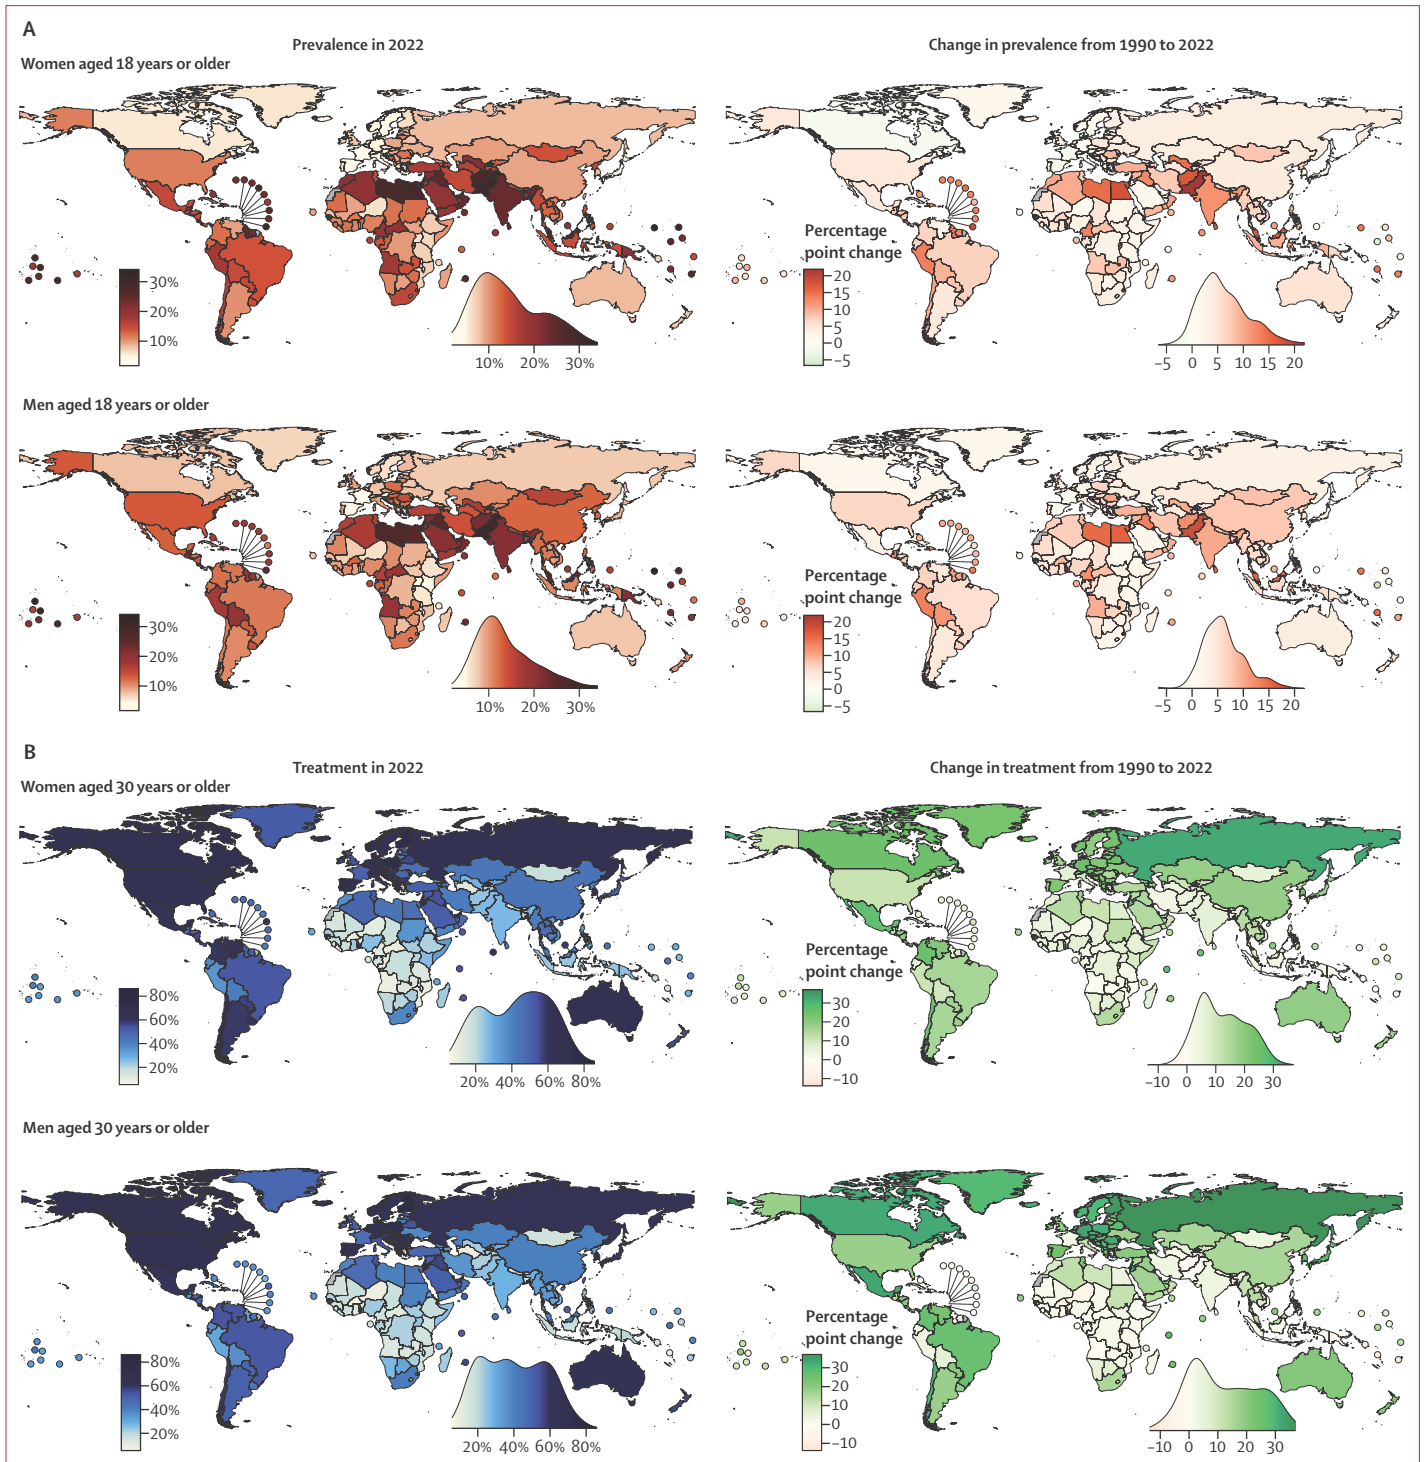 A
Prevalence in 2022
Change in prevalence from 1990 to 2022
Women aged 18 years or older
30%
20%
10%
10% 20% 30%
Percentage
point change
20
15
10
5
0
–5
–5 0 5 10 15 20
Men aged 18 years or older
30%
20%
10%
10% 20% 30%
Percentage
point change
20
15
10
5
0
–5
–5 0 5 10 15 20
B
Treatment in 2022
Change in treatment from 1990 to 2022
Women aged 30 years or older
80%
60%
40%
20%
20% 40% 60% 80%
Percentage
point change
30
20
10
0
–10
–10 0 10 20 30
Men aged 30 years or older
80%
60%
40%
20%
20% 40% 60% 80%
Percentage
point change
30
20
10
0
–10
–10 0 10 20 30